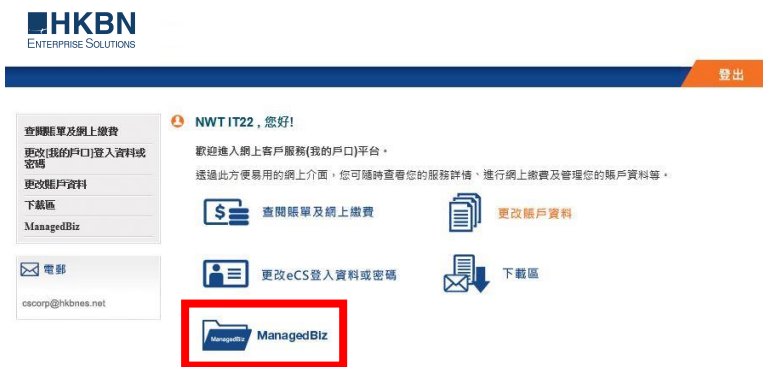 HKBN
ENTERPRISE SOLUTIONS
登出
查閱賬單及網上繳費
更改[我的戶口]登入資料或
密碼
更改賬戶資料
下載區
ManagedBiz
電郵
cscorp@hkbnes.net
NWT IT22 , 您好!
歡迎進入網上客戶服務(我的戶口)平台。
透過此方便易用的網上介面，您可隨時查看您的服務詳情、進行網上繳費及管理您的賬戶資料等。
查閱賬單及網上繳費
更改賬戶資料
更改eCS登入資料或密碼
下載區
ManagedBiz
ManagedBiz